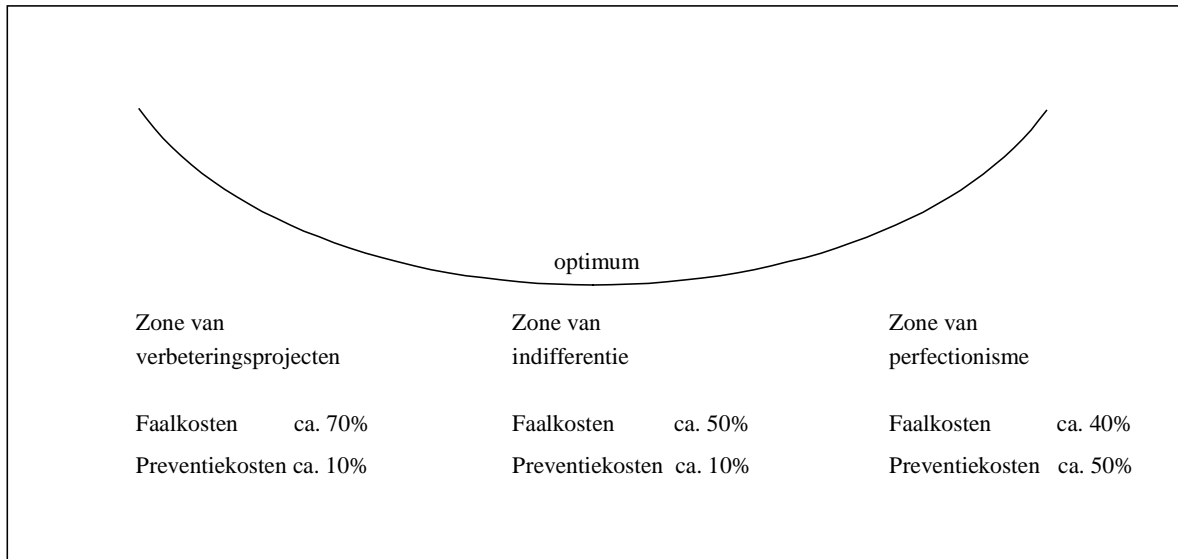 optimum
Zone van
verbeteringsprojecten
Faalkosten ca. 70%
Preventiekosten ca. 10%
Zone van
indifferentie
Faalkosten ca. 50%
Preventiekosten ca. 10%
Zone van
perfectionisme
Faalkosten ca. 40%
Preventiekosten ca. 50%